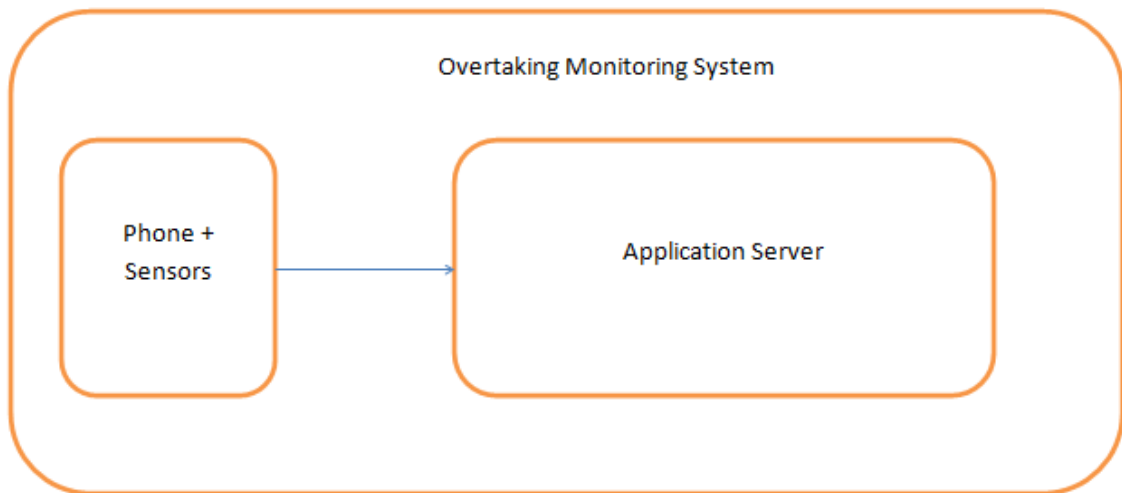 Overtaking Monitoring System
Phone +
Sensors
Application Server